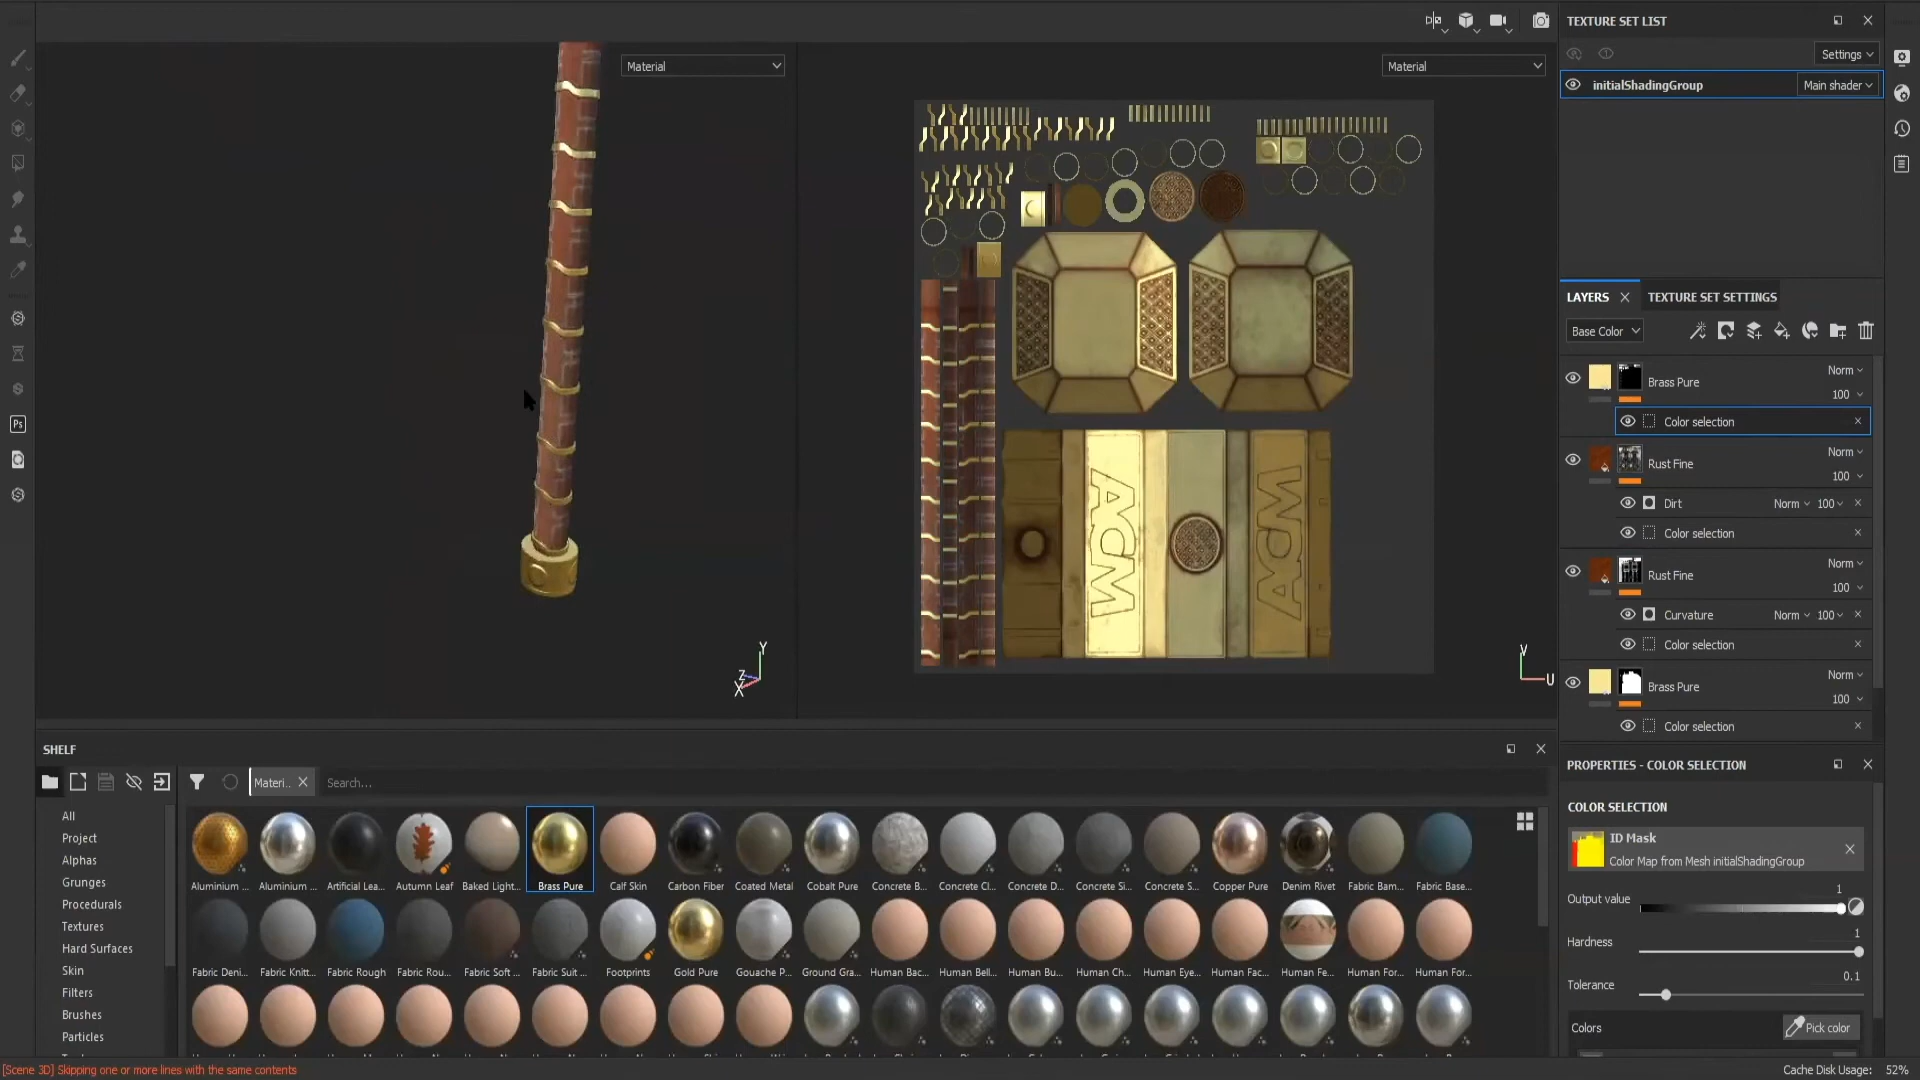 TEXTURE SET LIST
Settings
Material
Material
initialShadingGroup
Main shader
LAYERS
TEXTURE SET SETTINGS
Base Color
Brass Pure
Norm
100
Color selection
Rust Fine
Norm
100
Dirt
Norm
100
Color selection
Rust Fine
Norm
100
Curvature
Norm
100
Color selection
Brass Pure
Norm
100
Color selection
ACM
ACM
Y
Z
X
V
U
Ps
SHELF
Materi..
Search...
All
Project
Alphas
Grunges
Procedurals
Textures
Hard Surfaces
Skin
Filters
Brushes
Particles
Aluminium ...
Aluminium ...
Artificial Lea...
Autumn Leaf
Baked Light...
Brass Pure
Calf Skin
Carbon Fiber
Coated Metal
Cobalt Pure
Concrete B...
Concrete Cl...
Concrete D...
Concrete Si...
Concrete S...
Copper Pure
Denim Rivet
Fabric Bam...
Fabric Base...
Fabric Deni...
Fabric Knitt...
Fabric Rough
Fabric Rou...
Fabric Soft ...
Fabric Suit ...
Footprints
Gold Pure
Gouache P...
Ground Gra...
Human Bac...
Human Bell...
Human Bu...
Human Ch...
Human Eye...
Human Fac...
Human Fe...
Human For...
Human For...
PROPERTIES - COLOR SELECTION
COLOR SELECTION
ID Mask
Color Map from Mesh initialShadingGroup
Output value
1
Hardness
1
Tolerance
0.1
Colors
Pick color
[Scene 3D] Skipping one or more lines with the same contents
Cache Disk Usage: 52%